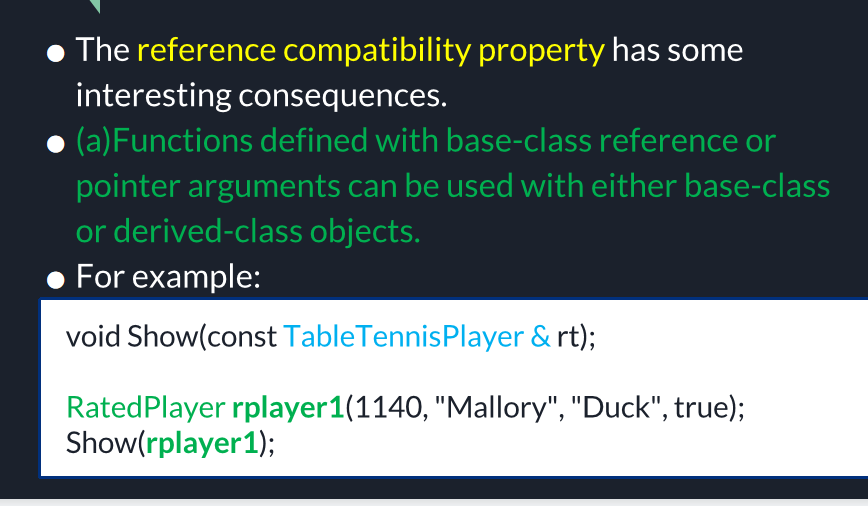 ● The reference compatibility property has some
interesting consequences.
● (a)Functions defined with base-class reference or
pointer arguments can be used with either base-class
or derived-class objects.
● For example:
void Show(const TableTennisPlayer & rt);
RatedPlayer rplayer1(1140, "Mallory", "Duck", true);
Show(rplayer1);